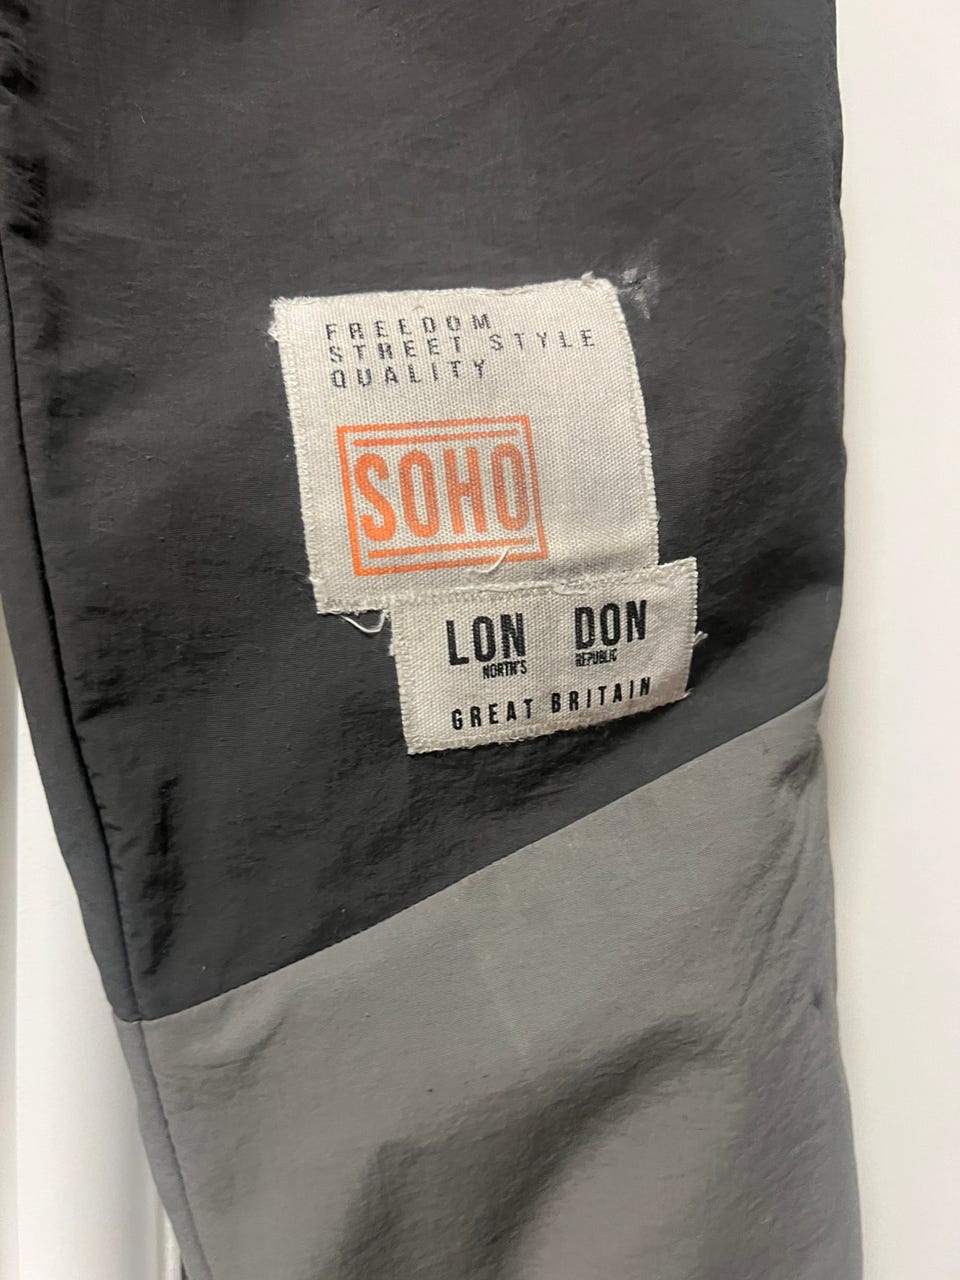 FREEDOM
STREET STYLE
QUALITY
SOHO
LON DON
NORTH'S REPUBLIC
GREAT BRITAIN